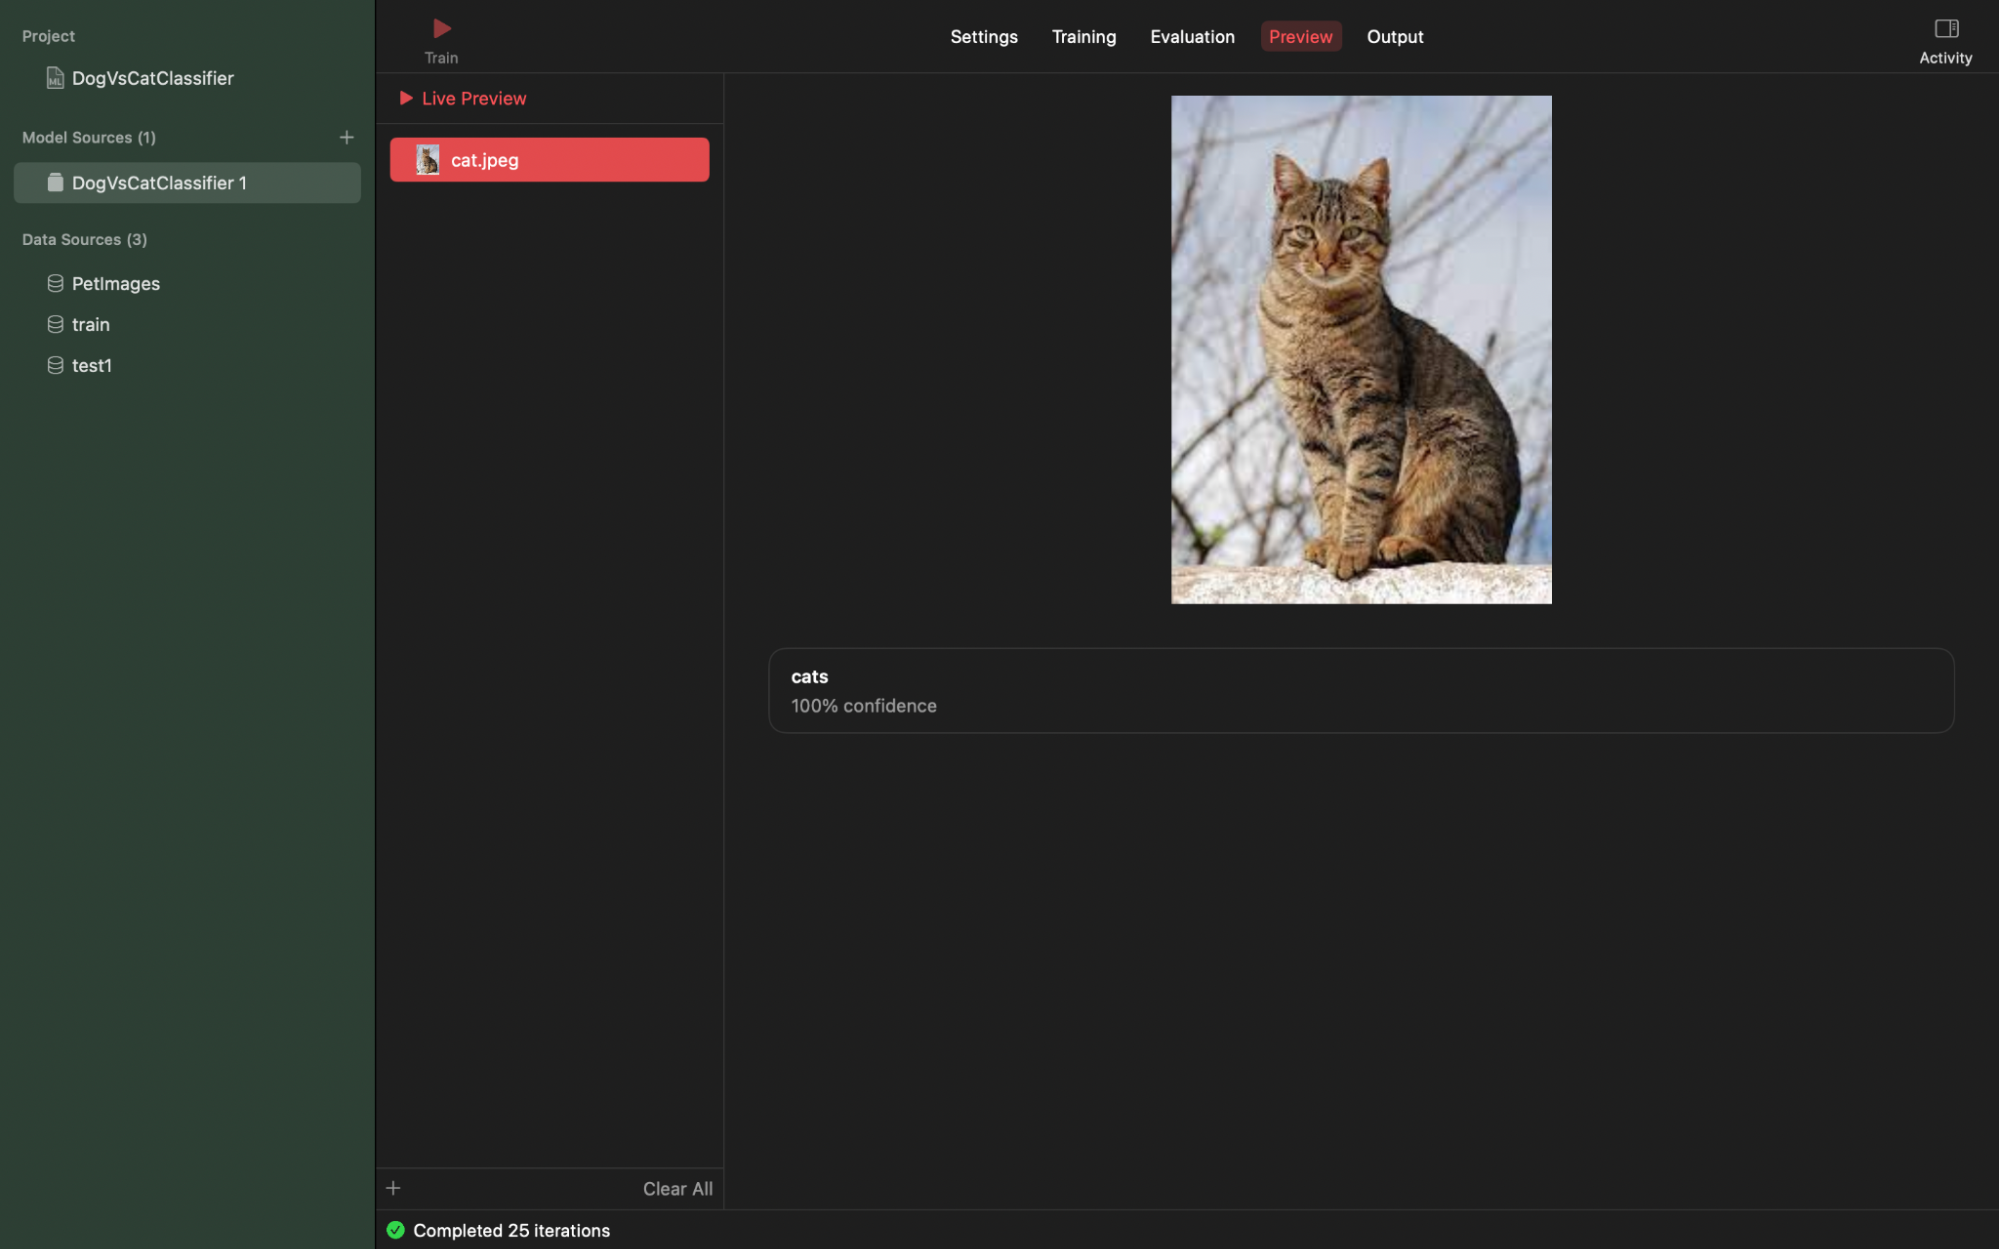 Project
DogVsCatClassifier
Model Sources (1)
DogVsCatClassifier 1
Data Sources (3)
PetImages
train
test1
Train
Settings
Training
Evaluation
Preview
Output
Activity
Live Preview
cat.jpeg
cats
100% confidence
Clear All
Completed 25 iterations